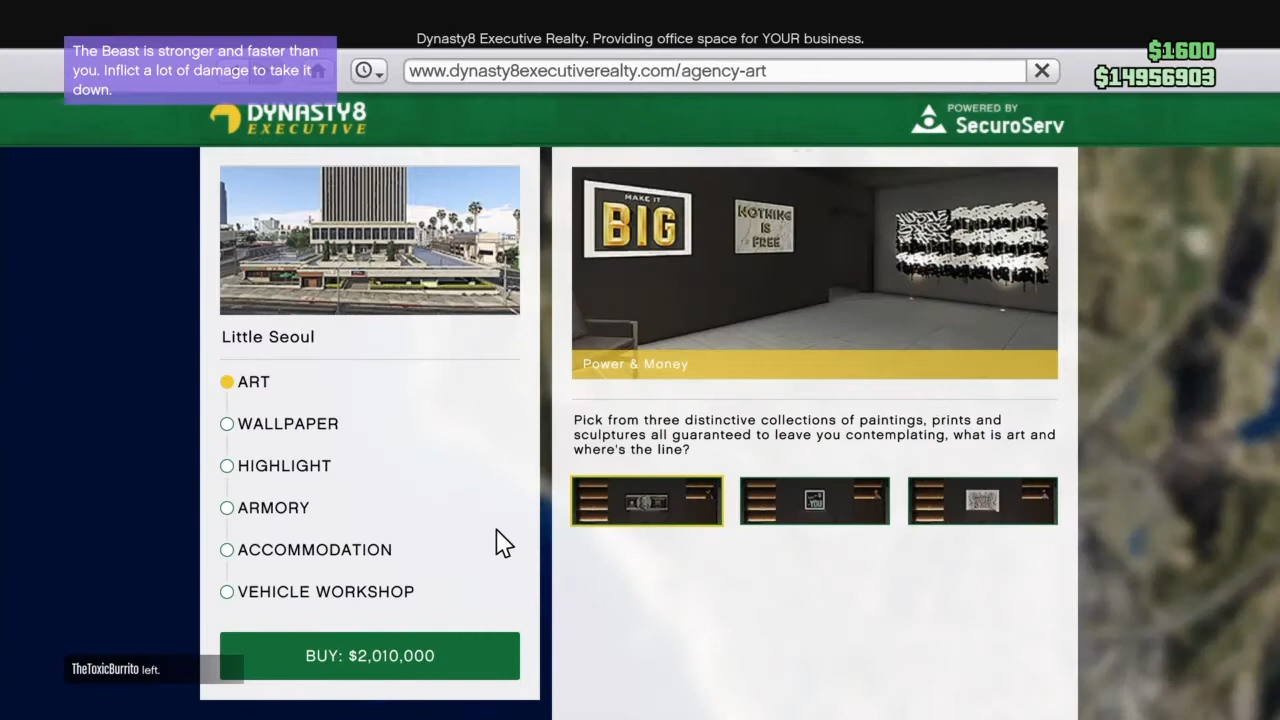 Dynasty8 Executive Realty. Providing office space for YOUR business.
The Beast is stronger and faster than
you. Inflict a lot of damage to take it
down.
www.dynasty8executiverealty.com/agency-art
$1600
$14956903
DYNASTY8
EXECUTIVE
POWERED BY
SecuroServ
MAKE IT
BIG
NOTHING
IS
FREE
Power & Money
Little Seoul
ART
WALLPAPER
HIGHLIGHT
ARMORY
ACCOMMODATION
VEHICLE WORKSHOP
BUY: $2,010,000
Pick from three distinctive collections of paintings, prints and
sculptures all guaranteed to leave you contemplating, what is art and
where's the line?
TheToxicBurrito left.